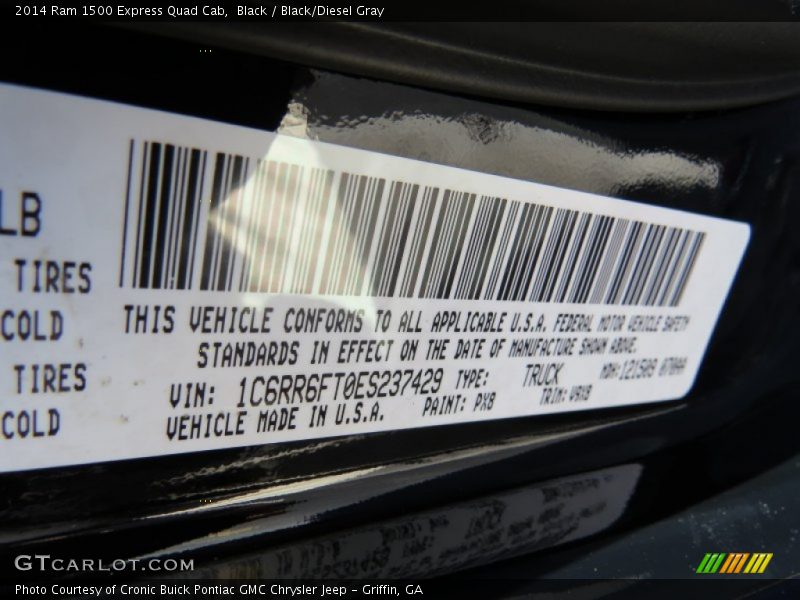 2014 Ram 1500 Express Quad Cab,  Black / Black/Diesel Gray
LB
TIRES
COLD
TIRES
COLD
THIS VEHICLE CONFORMS TO ALL APPLICABLE U.S.A. FEDERAL MOTOR VEHICLE SAFETY
STANDARDS IN EFFECT ON THE DATE OF MANUFACTURE SHOWN ABOVE.
VIN: 1C6RR6FT0ES237429 TYPE: TRUCK
VEHICLE MADE IN U.S.A. PAINT: PX8 TRIM: V9X8
GTCARLOT.COM
Photo Courtesy of Cronic Buick Pontiac GMC Chrysler Jeep - Griffin, GA